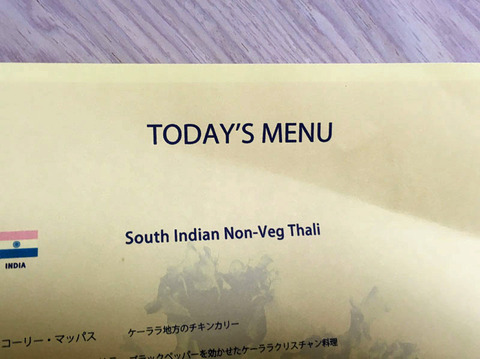 TODAY'S MENU
South Indian Non-Veg Thali
INDIA
コーリー・マッパス ケーララ地方のチキンカリー
ブラックペッパーを効かせたケーララクリスチャン料理